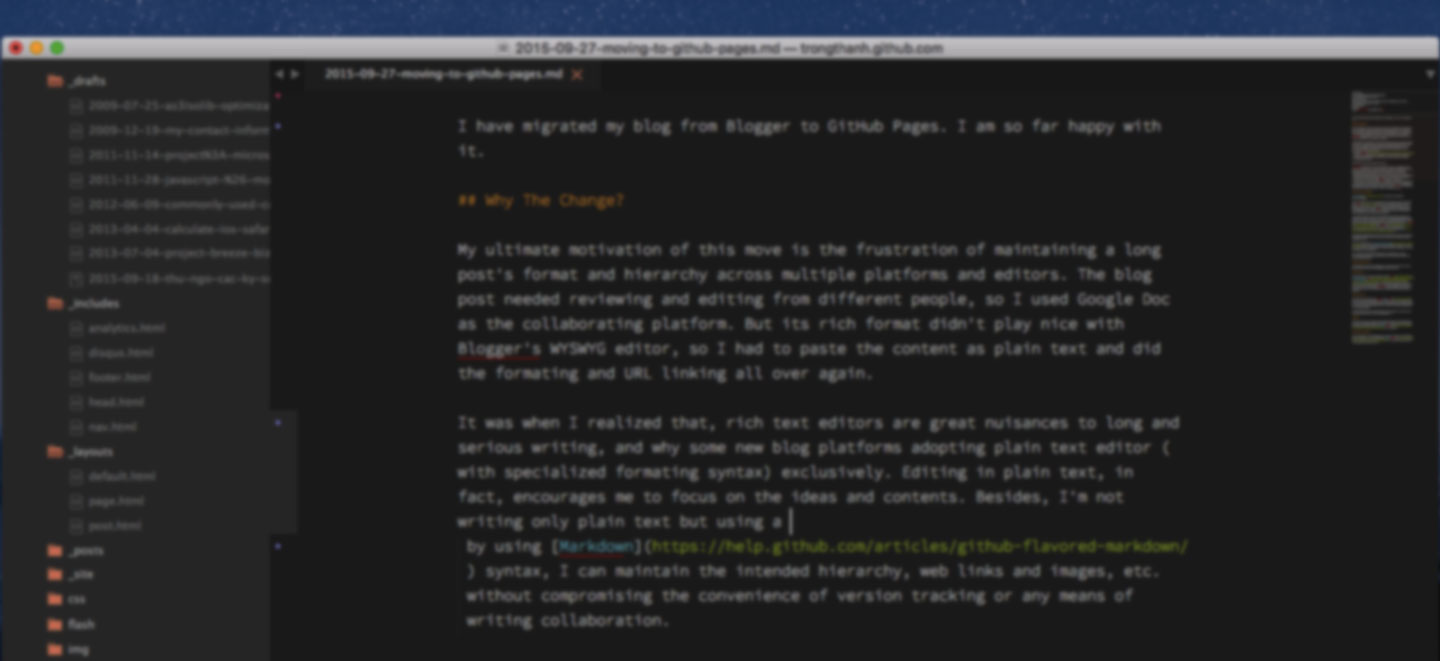 2015-09-27-moving-to-github-pages.md — trongthanh.github.com
_drafts
2009-07-25-as3isolib-optimiza
2009-12-19-my-contact-inform
2011-11-14-project%3A-micros
2011-11-28-javascript-%26-mo
2012-06-09-commonly-used-c
2013-04-04-calculate-ios-safar
2013-07-04-project-breeze-bia
2015-09-18-thu-ngo-cac-by-s
_includes
analytics.html
disqus.html
footer.html
head.html
nav.html
_layouts
default.html
page.html
post.html
_posts
_site
css
flash
img
2015-09-27-moving-to-github-pages.md
I have migrated my blog from Blogger to GitHub Pages. I am so far happy with
it.
## Why The Change?
My ultimate motivation of this move is the frustration of maintaining a long
post's format and hierarchy across multiple platforms and editors. The blog
post needed reviewing and editing from different people, so I used Google Doc
as the collaborating platform. But its rich format didn't play nice with
Blogger's WYSWYG editor, so I had to paste the content as plain text and did
the formating and URL linking all over again.
It was when I realized that, rich text editors are great nuisances to long and
serious writing, and why some new blog platforms adopting plain text editor (
with specialized formating syntax) exclusively. Editing in plain text, in
fact, encourages me to focus on the ideas and contents. Besides, I'm not
writing only plain text but using a
by using [Markdown](https://help.github.com/articles/github-flavored-markdown/
) syntax, I can maintain the intended hierarchy, web links and images, etc.
without compromising the convenience of version tracking or any means of
writing collaboration.